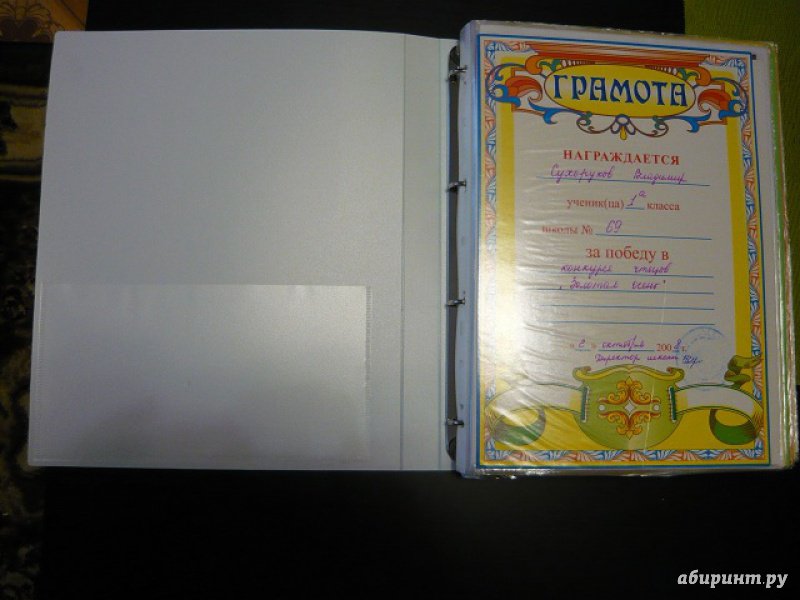 ГРАМОТА
НАГРАЖДАЕТСЯ
Сухоруков Владимир
ученик(ца) 1а класса
школы № 69
за победу в
конкурсе чтецов
"Золотая осень"
октября 200 г.
Директор школы
абиринт.ру